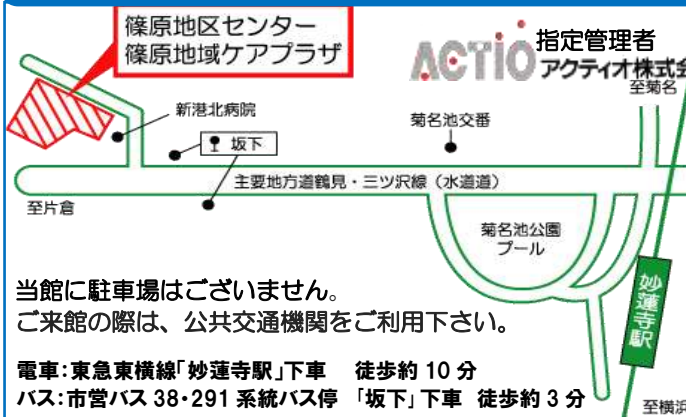 篠原地区センター
篠原地域ケアプラザ
ACTIO
指定管理者
アクティオ株式会
至菊名
新港北病院
菊名池交番
坂下
主要地方道鶴見・三ツ沢線（水道道）
至片倉
菊名池公園
プール
妙蓮寺駅
当館に駐車場はございません。
ご来館の際は、公共交通機関をご利用下さい。
電車：東急東横線「妙蓮寺駅」下車　徒歩約 10 分
バス：市営バス 38・291 系統バス停　「坂下」下車　徒歩約 3 分
至横浜